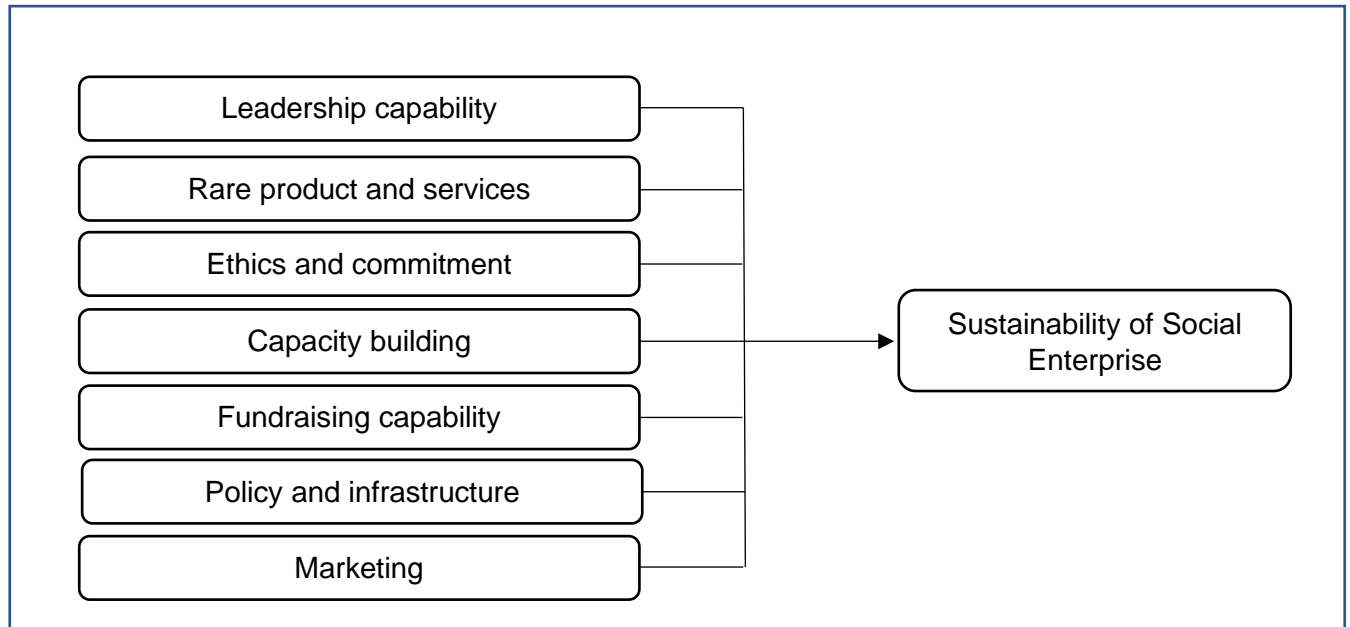 Leadership capability
Rare product and services
Ethics and commitment
Capacity building
Fundraising capability
Policy and infrastructure
Marketing
Sustainability of Social
Enterprise